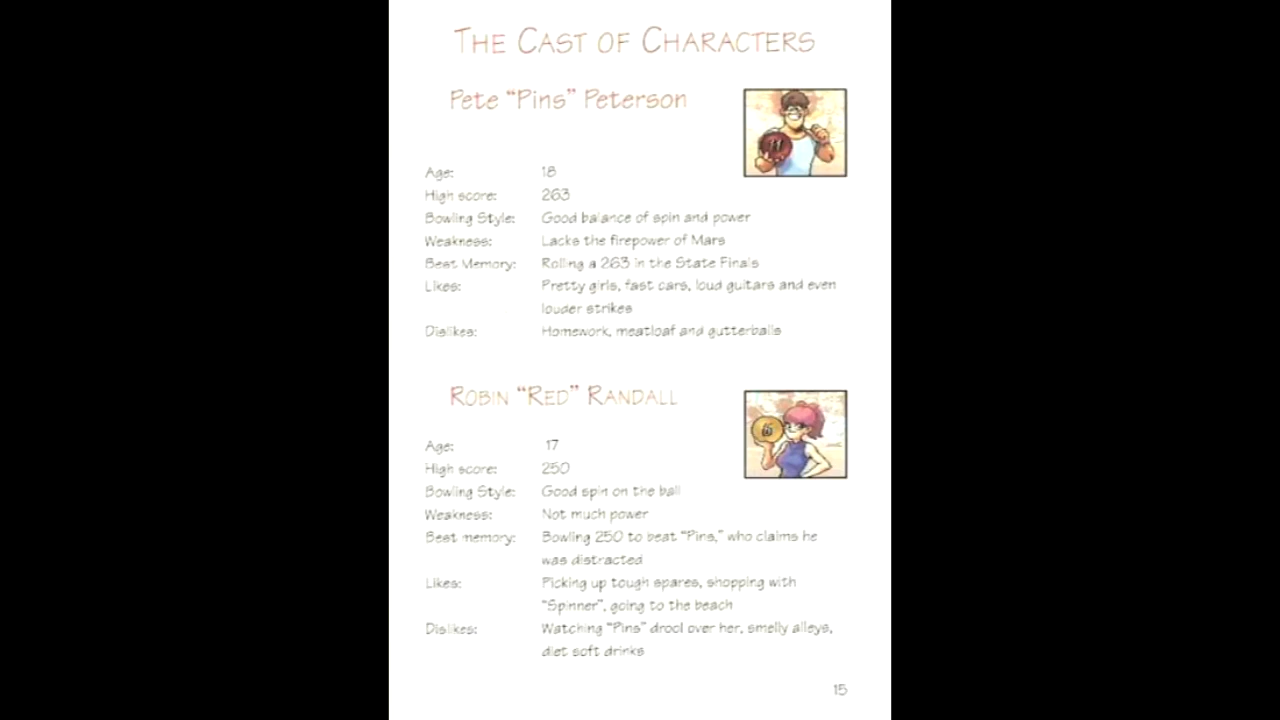 THE CAST OF CHARACTERS
Pete “Pins” Peterson
Age: 18
High score: 263
Bowling Style: Good balance of spin and power
Weakness: Lacks the firepower of Mars
Best Memory: Rolling a 263 in the State Finals
Likes: Pretty girls, fast cars, loud guitars and even
louder strikes
Dislikes: Homework, meatloaf and gutterballs
ROBIN “RED” RANDALL
6
Age: 17
High score: 250
Bowling Style: Good spin on the ball
Weakness: Not much power
Best memory: Bowling 250 to beat “Pins,” who claims he
was distracted
Likes: Picking up tough spares, shopping with
“Spinner”, going to the beach
Dislikes: Watching “Pins” drool over her, smelly alleys,
diet soft drinks
15